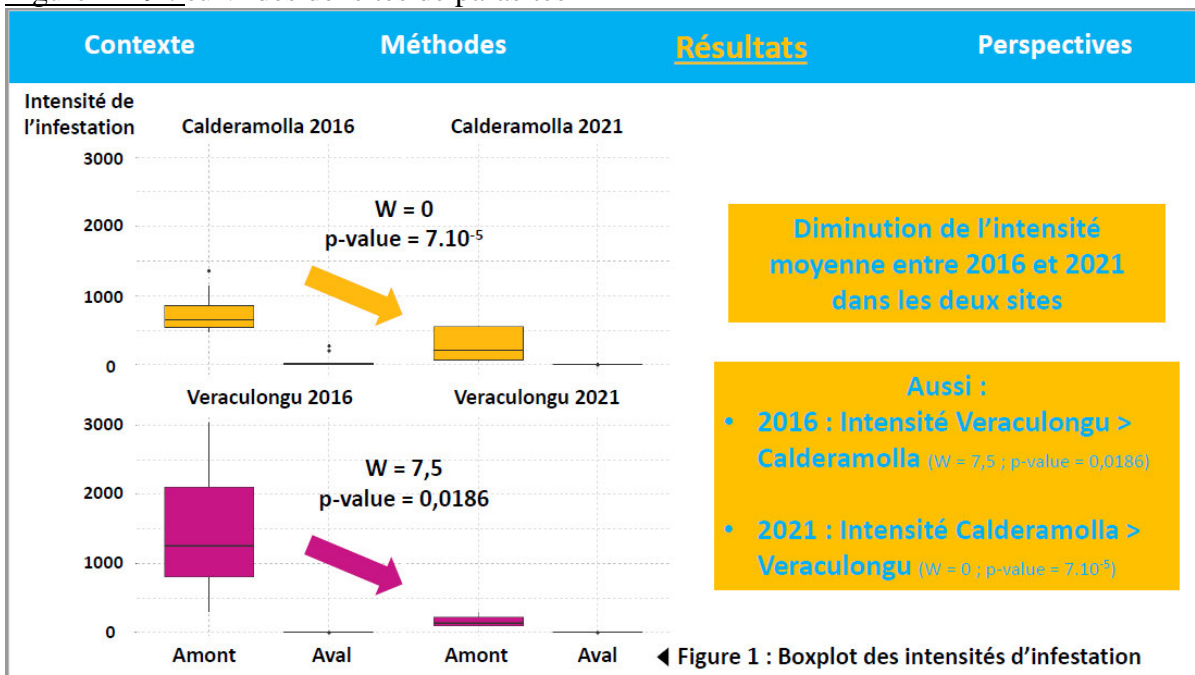 Contexte Méthodes Résultats Perspectives
Intensité de
l'infestation
Calderamolla 2016 Calderamolla 2021
3000
2000
1000
0
W = 0
p-value = 7.10⁻⁵
Veraculongu 2016 Veraculongu 2021
3000
2000
1000
0
W = 7,5
p-value = 0,0186
Amont Aval Amont Aval
Diminution de l'intensité
moyenne entre 2016 et 2021
dans les deux sites
Aussi :
• 2016 : Intensité Veraculongu >
Calderamolla (W = 7,5 ; p-value = 0,0186)
• 2021 : Intensité Calderamolla >
Veraculongu (W = 0 ; p-value = 7.10⁻⁵)
◄ Figure 1 : Boxplot des intensités d'infestation